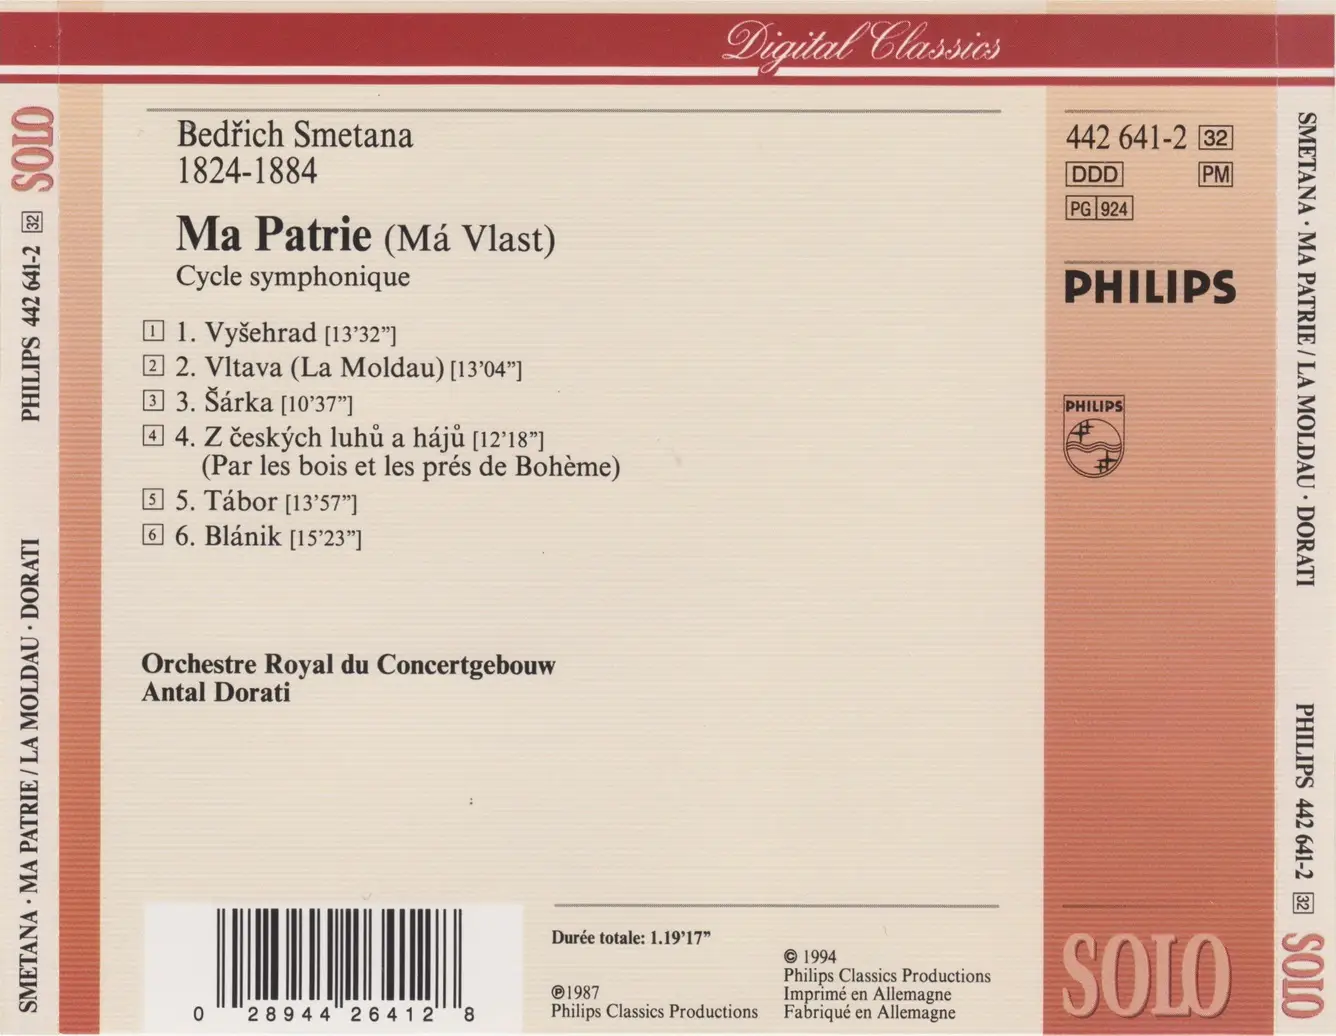 Digital Classics
SOLO
PHILIPS 442 641-2 32
SMETANA · MA PATRIE / LA MOLDAU · DORATI
Bedřich Smetana
1824-1884
Ma Patrie (Má Vlast)
Cycle symphonique
1 1. Vyšehrad [13'32”]
2 2. Vltava (La Moldau) [13'04”]
3 3. Šárka [10'37”]
4 4. Z českých luhů a hájů [12'18”]
(Par les bois et les prés de Bohème)
5 5. Tábor [13'57”]
6 6. Blánik [15'23”]
Orchestre Royal du Concertgebouw
Antal Dorati
0 28944 26412 8
Durée totale: 1.19'17”
℗1987
Philips Classics Productions
© 1994
Philips Classics Productions
Imprimé en Allemagne
Fabriqué en Allemagne
442 641-2 32
DDD PM
PG 924
PHILIPS
PHILIPS
SOLO
SMETANA · MA PATRIE / LA MOLDAU · DORATI
PHILIPS 442 641-2 32
SOLO